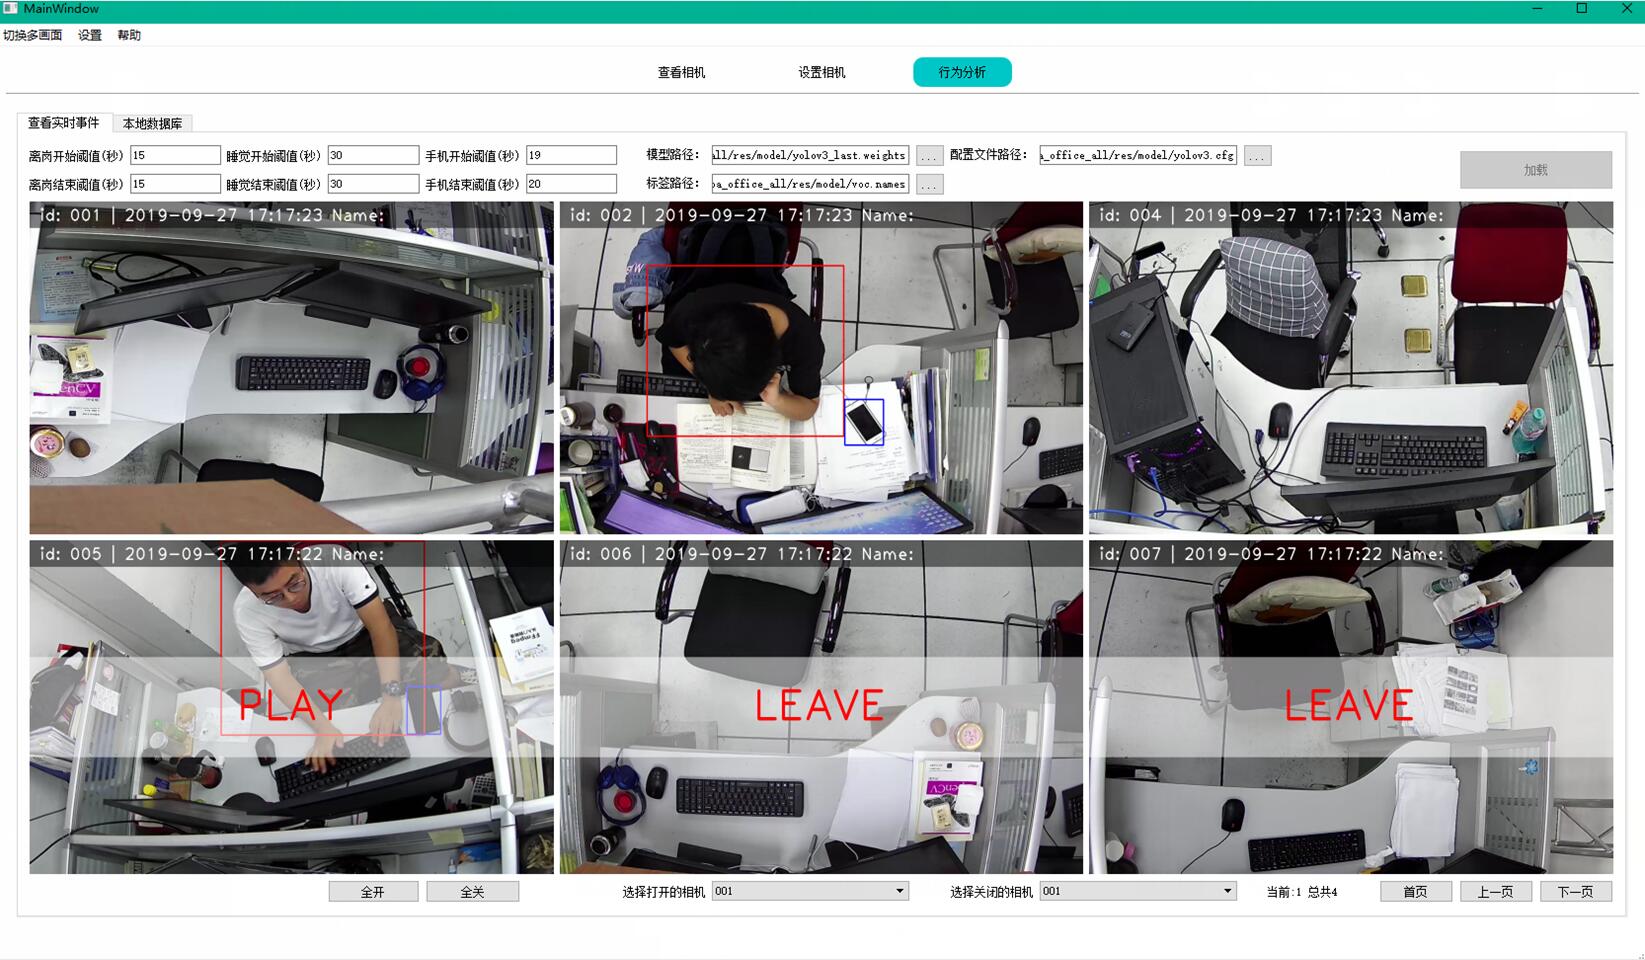 MainWindow
切换多画面 设置 帮助
查看相机 设置相机 行为分析
查看实时事件 本地数据库
离岗开始阈值(秒) 15 睡觉开始阈值(秒) 30 手机开始阈值(秒) 19 模型路径： all/res/model/yolov3_last.weights ... 配置文件路径： a_office_all/res/model/yolov3.cfg ... 加载
离岗结束阈值(秒) 15 睡觉结束阈值(秒) 30 手机结束阈值(秒) 20 标签路径： oa_office_all/res/model/voc.names ...
id: 001 | 2019-09-27 17:17:23 Name:
id: 002 | 2019-09-27 17:17:23 Name:
id: 004 | 2019-09-27 17:17:23 Name:
enCV
id: 005 | 2019-09-27 17:17:22 Name:
id: 006 | 2019-09-27 17:17:22 Name:
id: 007 | 2019-09-27 17:17:22 Name:
FFmpeg
PLAY
LEAVE
LEAVE
enCV
全开 全关 选择打开的相机 001 选择关闭的相机 001 当前:1 总共4 首页 上一页 下一页